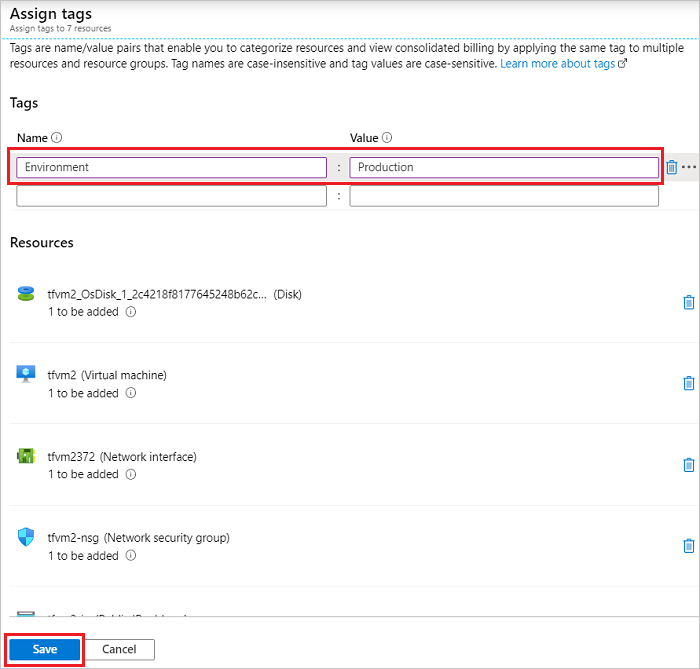 Assign tags
Assign tags to 7 resources
Tags are name/value pairs that enable you to categorize resources and view consolidated billing by applying the same tag to multiple
resources and resource groups. Tag names are case-insensitive and tag values are case-sensitive. Learn more about tags
Tags
Name Value
Environment : Production
:
Resources
tfvm2_OsDisk_1_2c4218f8177645248b62c... (Disk)
1 to be added
tfvm2 (Virtual machine)
1 to be added
tfvm2372 (Network interface)
1 to be added
tfvm2-nsg (Network security group)
1 to be added
Save Cancel